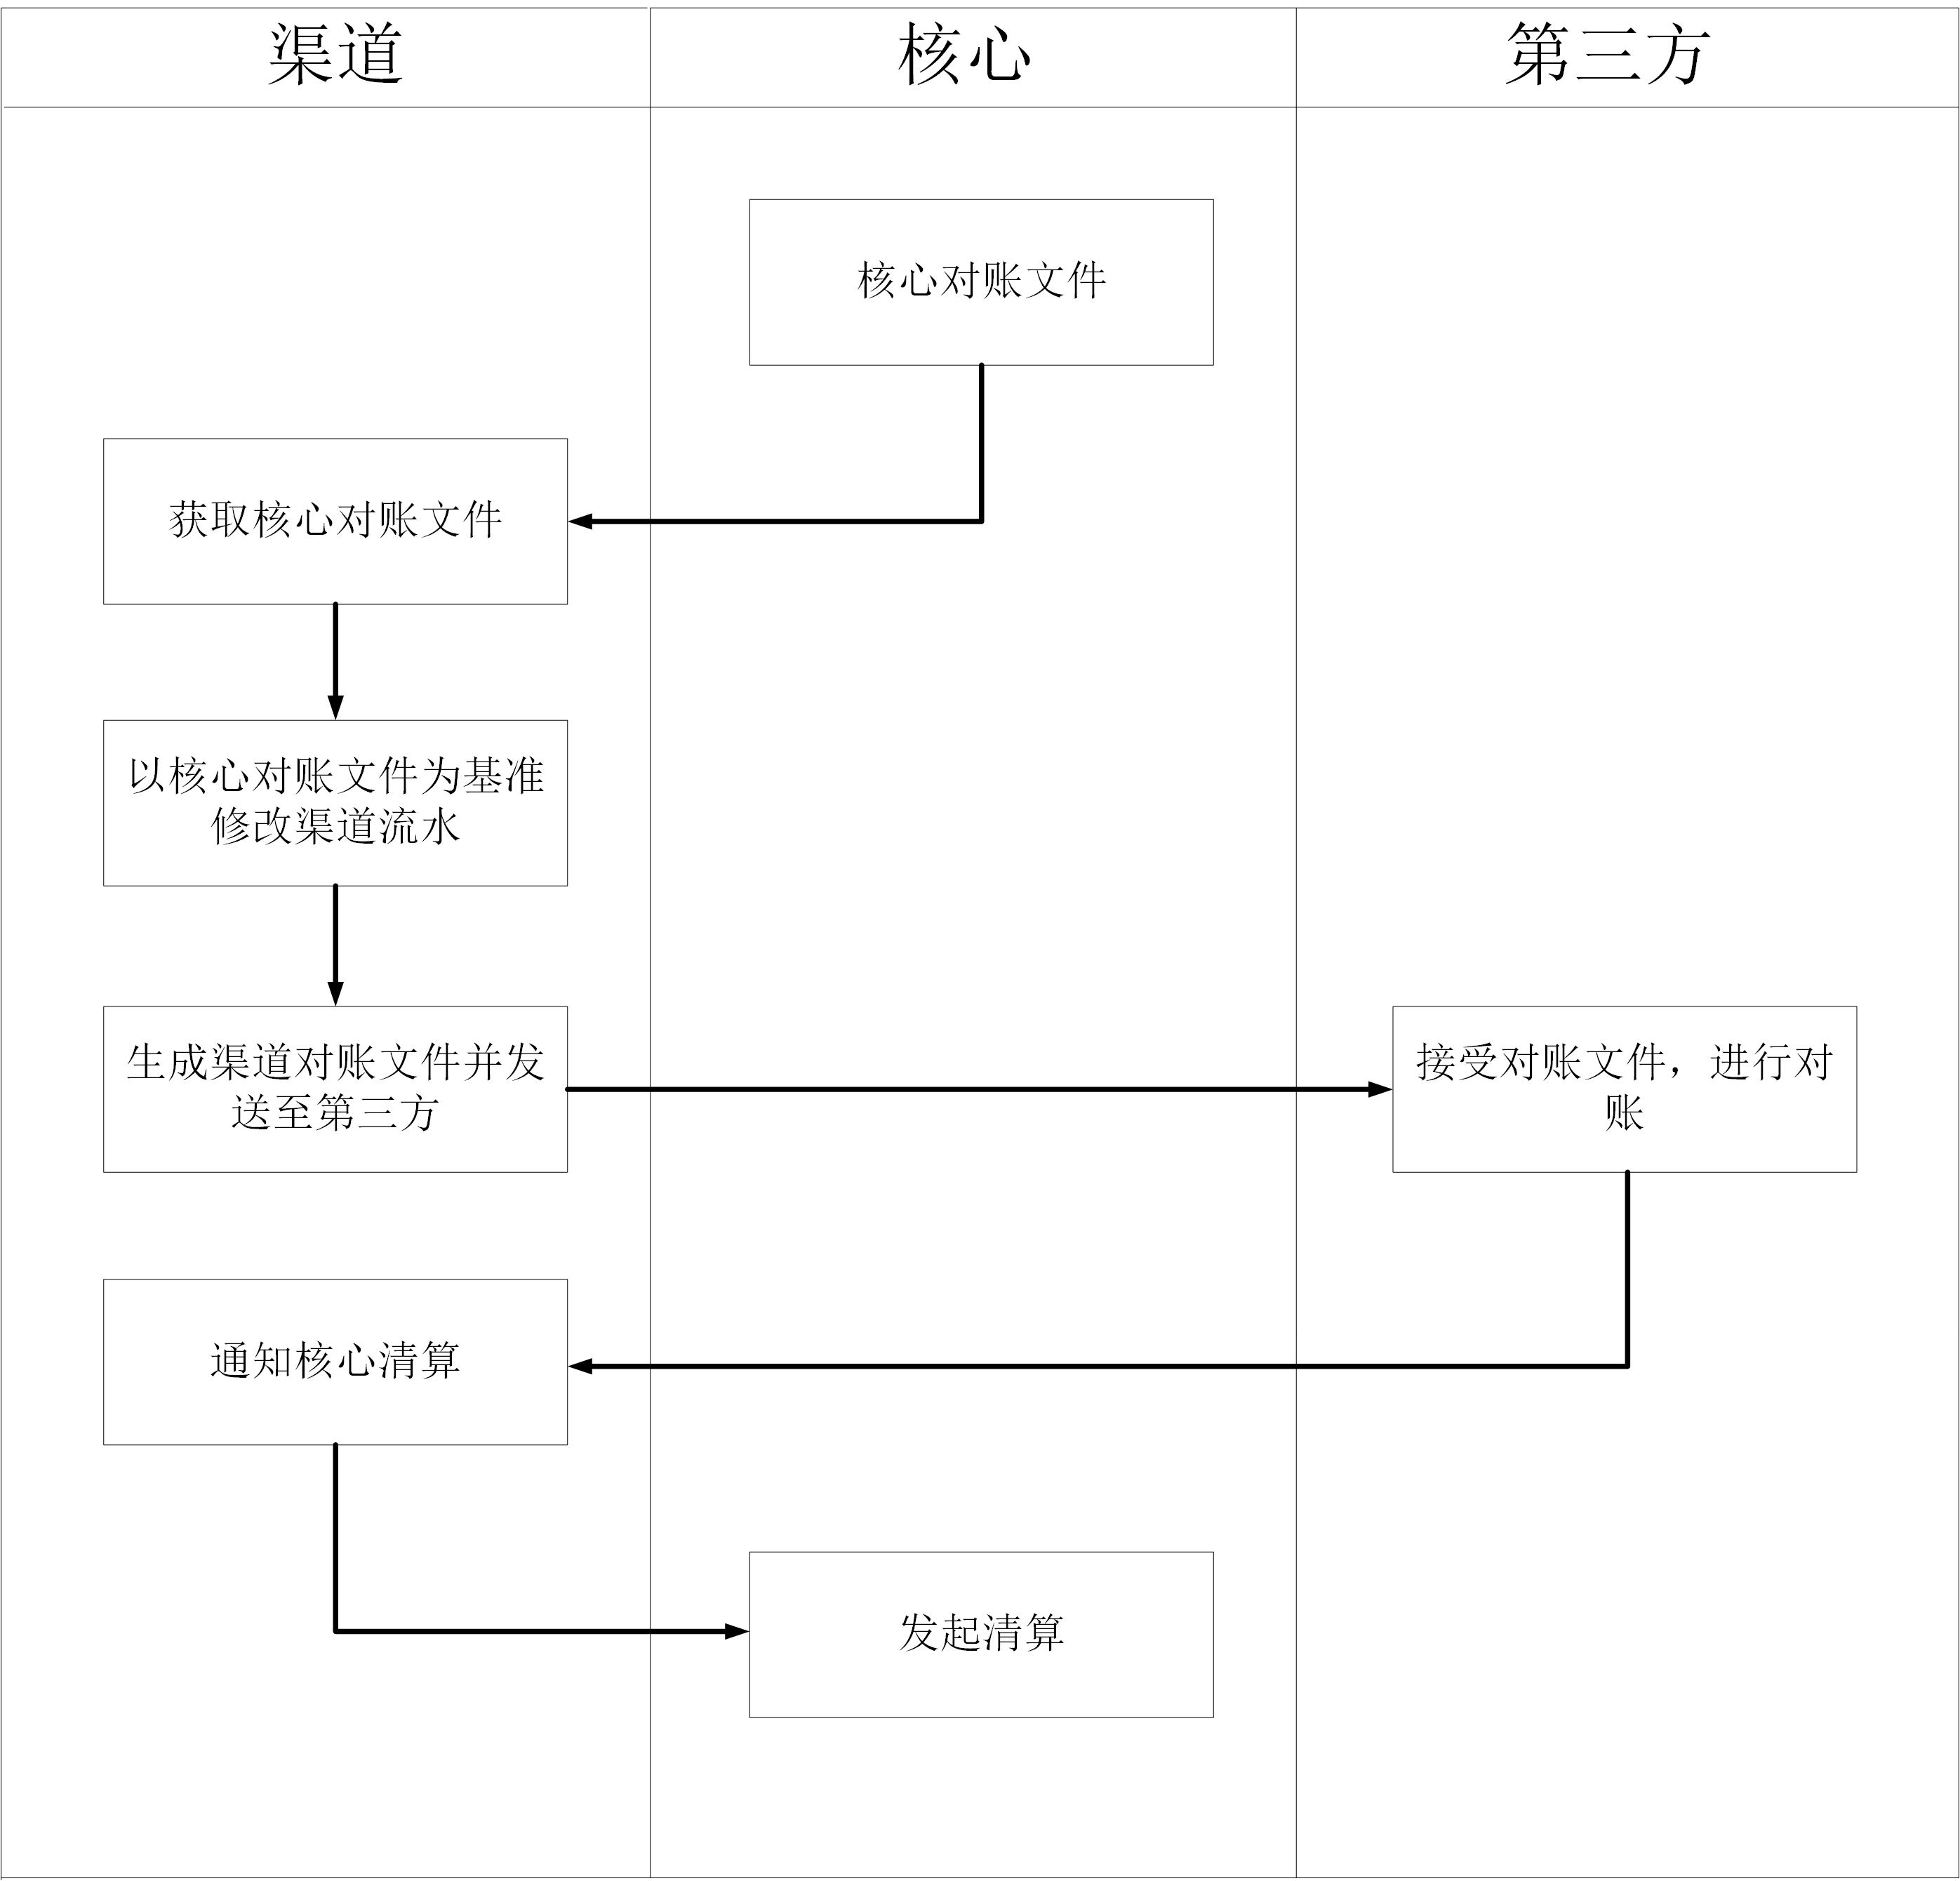 渠道
核心
第三方
核心对账文件
获取核心对账文件
以核心对账文件为基准
修改渠道流水
生成渠道对账文件并发
送至第三方
接受对账文件，进行对
账
通知核心清算
发起清算